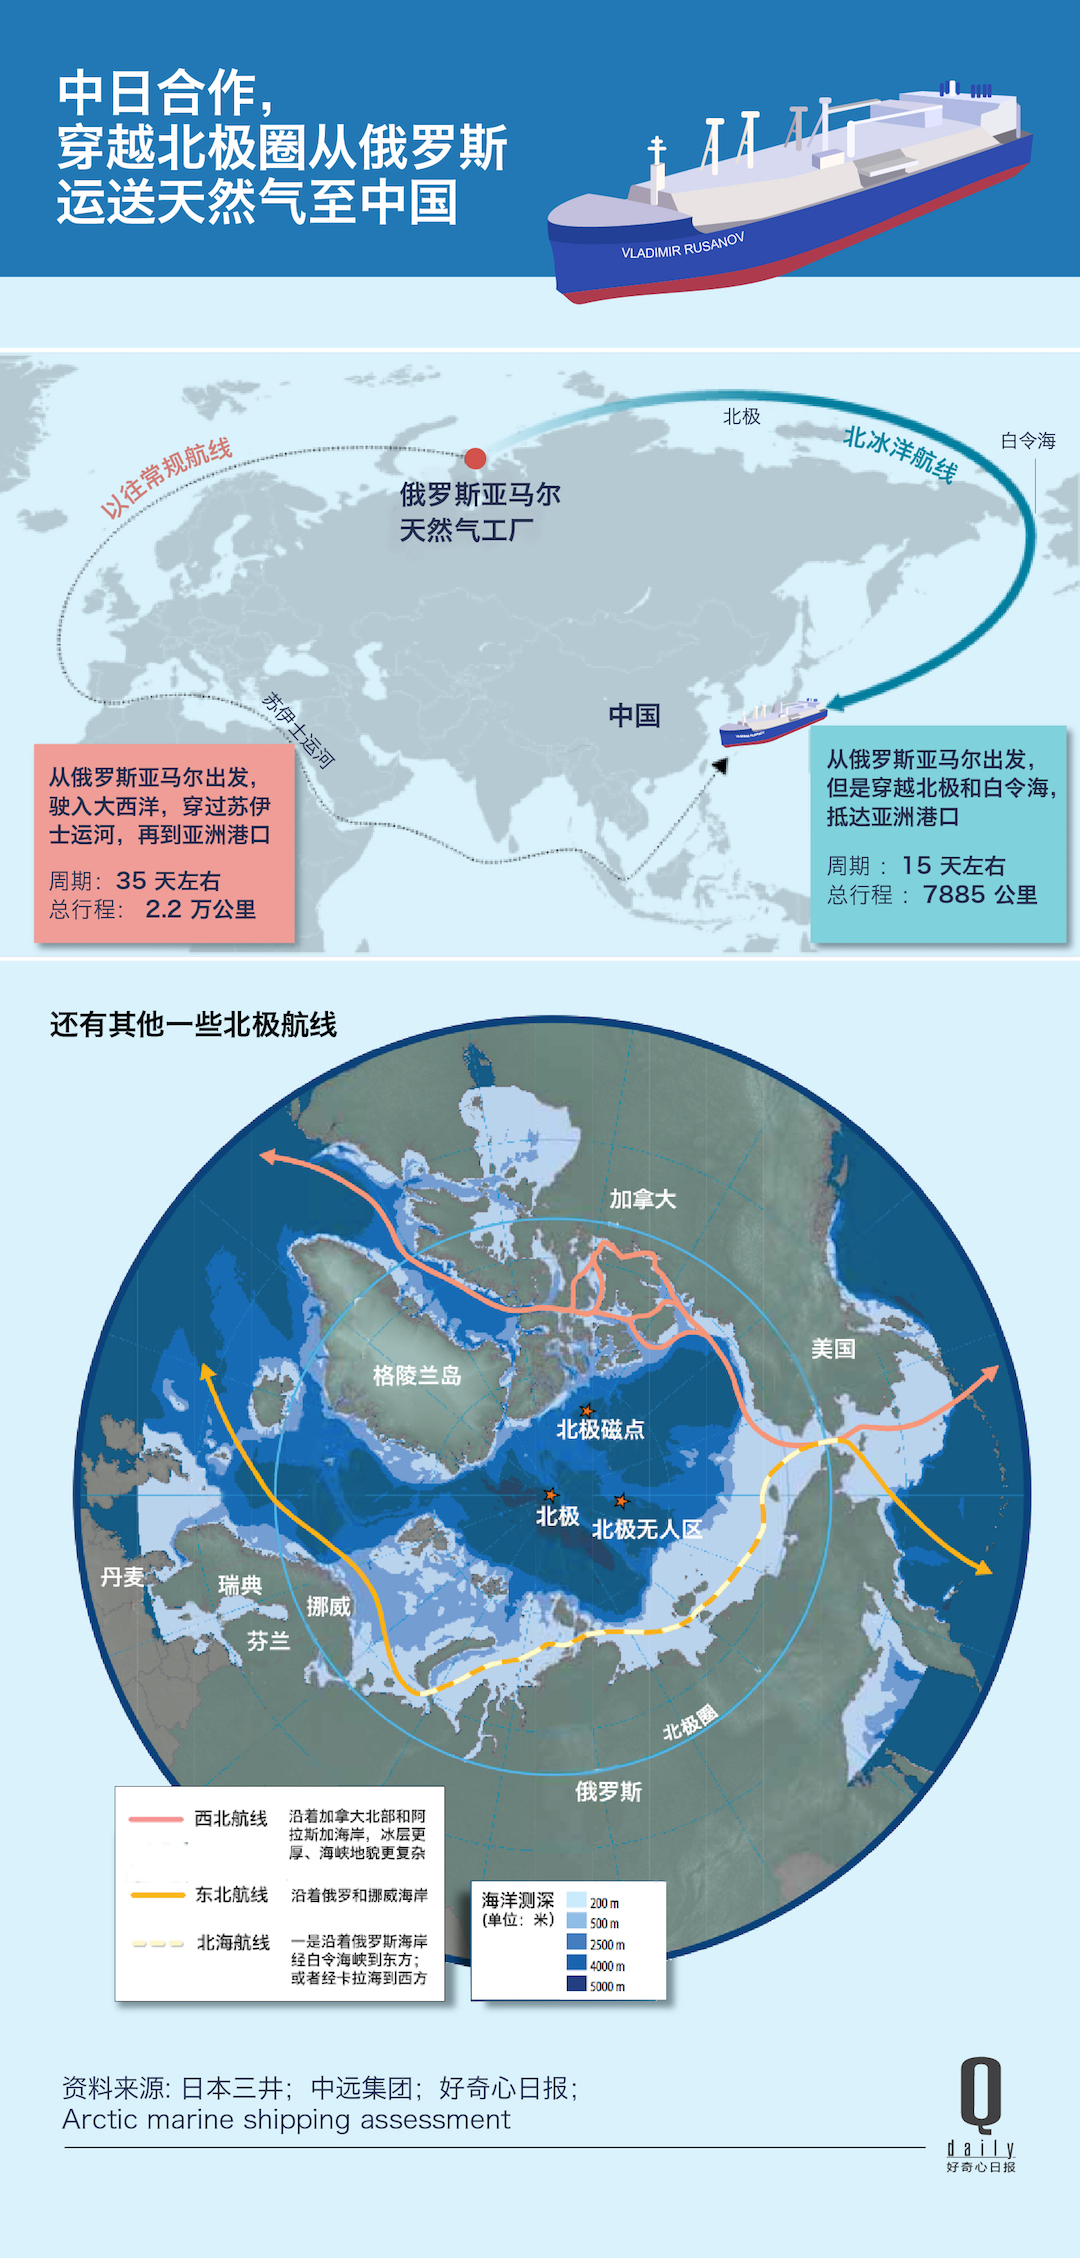 中日合作，
穿越北极圈从俄罗斯
运送天然气至中国
VLADIMIR RUSANOV
北极
北冰洋航线
白令海
以往常规航线
俄罗斯亚马尔
天然气工厂
苏伊士运河
中国
从俄罗斯亚马尔出发，
驶入大西洋，穿过苏伊
士运河，再到亚洲港口
周期：35 天左右
总行程： 2.2 万公里
从俄罗斯亚马尔出发，
但是穿越北极和白令海，
抵达亚洲港口
周期 ：15 天左右
总行程 ：7885 公里
还有其他一些北极航线
加拿大
美国
格陵兰岛
北极磁点
北极
北极无人区
丹麦
瑞典
挪威
芬兰
北极圈
俄罗斯
西北航线
沿着加拿大北部和阿
拉斯加海岸，冰层更
厚、海峡地貌更复杂
东北航线
沿着俄罗和挪威海岸
北海航线
一是沿着俄罗斯海岸
经白令海峡到东方；
或者经卡拉海到西方
海洋测深
(单位：米)
200 m
500 m
2500 m
4000 m
5000 m
资料来源: 日本三井；中远集团；好奇心日报；
Arctic marine shipping assessment
Q
daily
好奇心日报